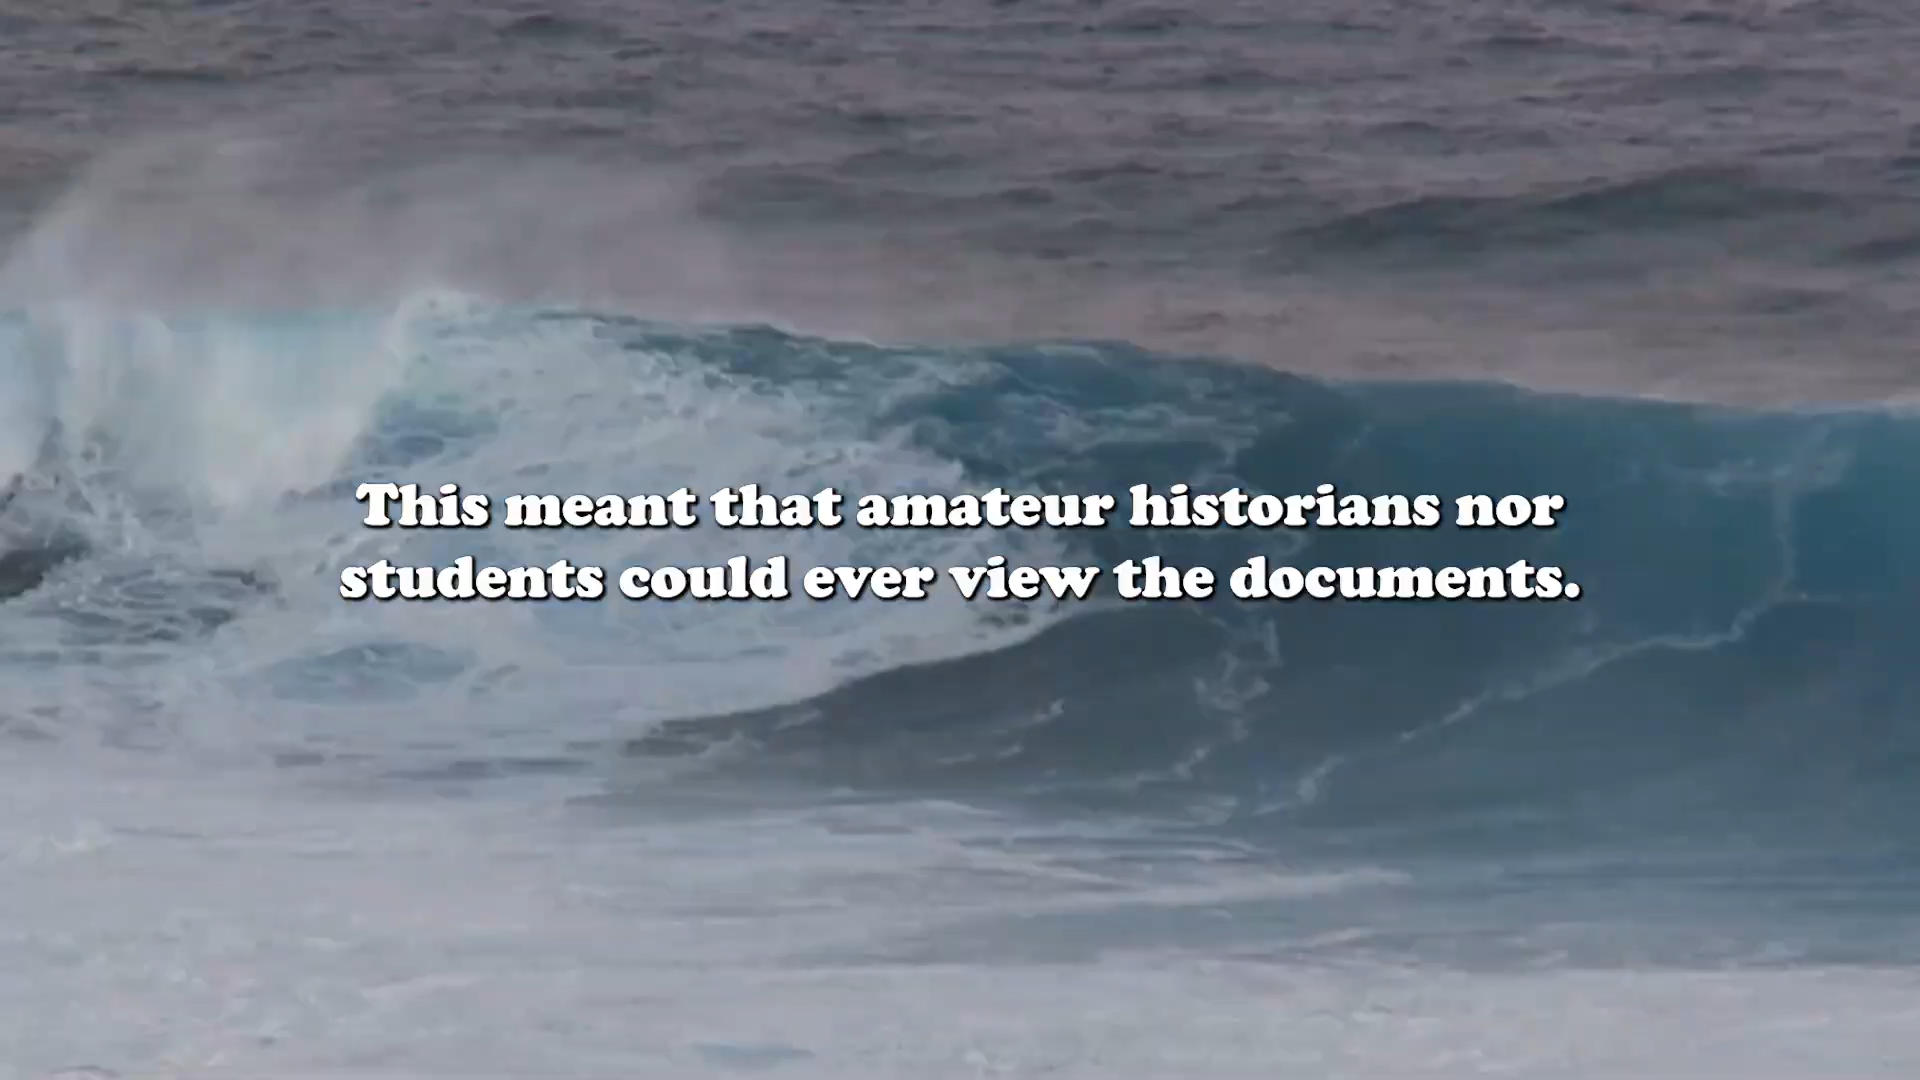 This meant that amateur historians nor
students could ever view the documents.